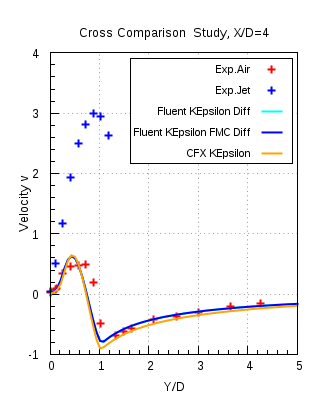 Cross Comparison Study, X/D=4
4
Exp.Air
Exp.Jet
3
Fluent KEpsilon Diff
Fluent KEpsilon FMC Diff
CFX KEpsilon
2
Velocity v
1
0
-1
0 1 2 3 4 5
Y/D